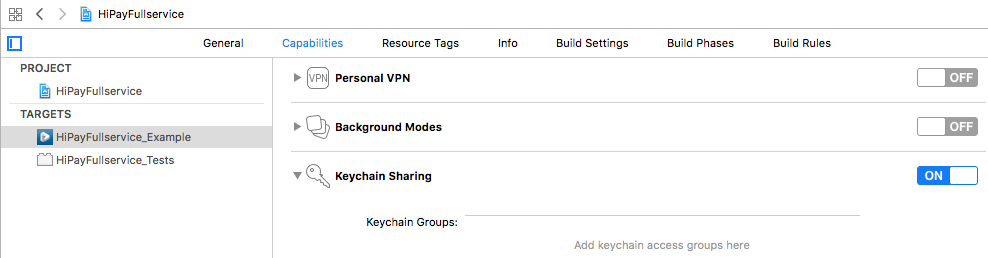 HiPayFullservice
General Capabilities Resource Tags Info Build Settings Build Phases Build Rules
PROJECT
HiPayFullservice
TARGETS
HiPayFullservice_Example
HiPayFullservice_Tests
VPN Personal VPN OFF
Background Modes OFF
Keychain Sharing ON
Keychain Groups:
Add keychain access groups here